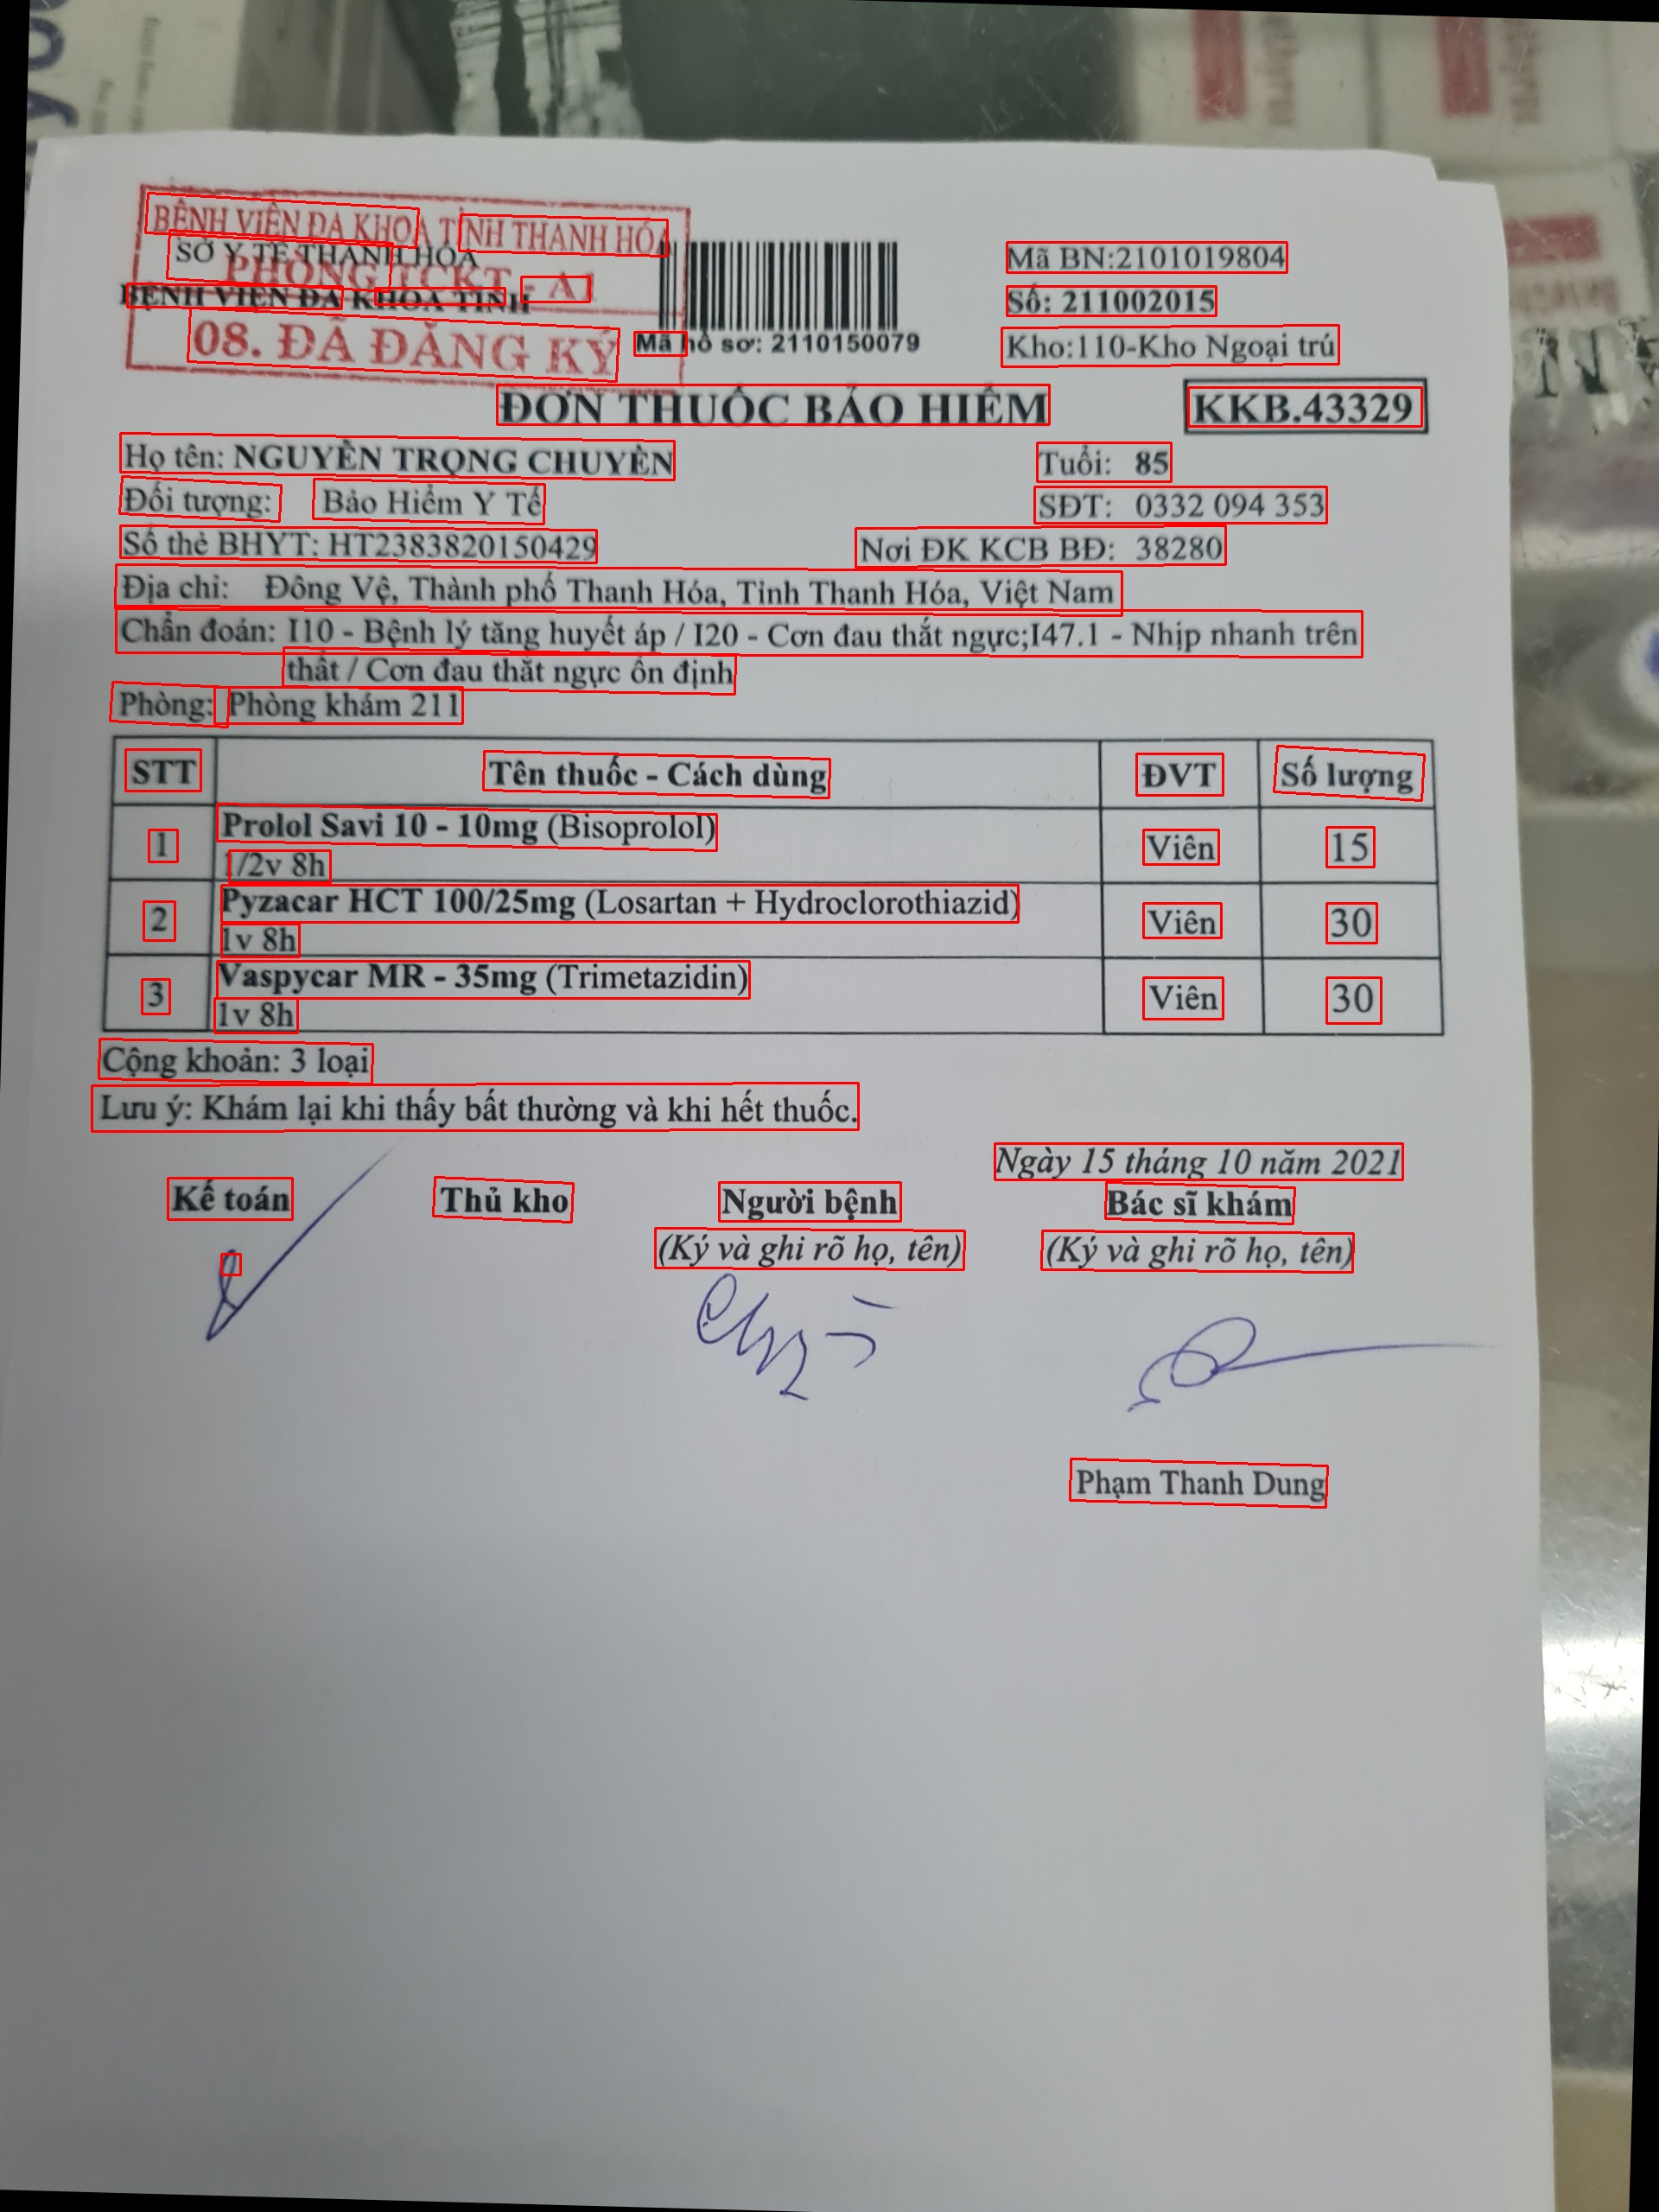 BỆNH VIỆN ĐA KHOA TỈNH THANH HÓA
SỞ Y TẾ THANH HÓA
PHÒNG TCKT - A1
BỆNH VIỆN ĐA KHOA TỈNH
08. ĐÃ ĐĂNG KÝ
Mã hồ sơ: 2110150079
Mã BN:2101019804
Số: 211002015
Kho:110-Kho Ngoại trú
ĐƠN THUỐC BẢO HIỂM
KKB.43329
Họ tên: NGUYỄN TRỌNG CHUYÊN Tuổi: 85
Đối tượng: Bảo Hiểm Y Tế SĐT: 0332 094 353
Số thẻ BHYT: HT2383820150429 Nơi ĐK KCB BĐ: 38280
Địa chỉ: Đông Vệ, Thành phố Thanh Hóa, Tỉnh Thanh Hóa, Việt Nam
Chẩn đoán: I10 - Bệnh lý tăng huyết áp / I20 - Cơn đau thắt ngực;I47.1 - Nhịp nhanh trên
thất / Cơn đau thắt ngực ổn định
Phòng: Phòng khám 211
STT Tên thuốc - Cách dùng ĐVT Số lượng
1 Prolol Savi 10 - 10mg (Bisoprolol) Viên 15
1/2v 8h
2 Pyzacar HCT 100/25mg (Losartan + Hydroclorothiazid) Viên 30
1v 8h
3 Vaspycar MR - 35mg (Trimetazidin) Viên 30
1v 8h
Cộng khoản: 3 loại
Lưu ý: Khám lại khi thấy bất thường và khi hết thuốc.
Ngày 15 tháng 10 năm 2021
Kế toán Thủ kho Người bệnh Bác sĩ khám
(Ký và ghi rõ họ, tên) (Ký và ghi rõ họ, tên)
Phạm Thanh Dung